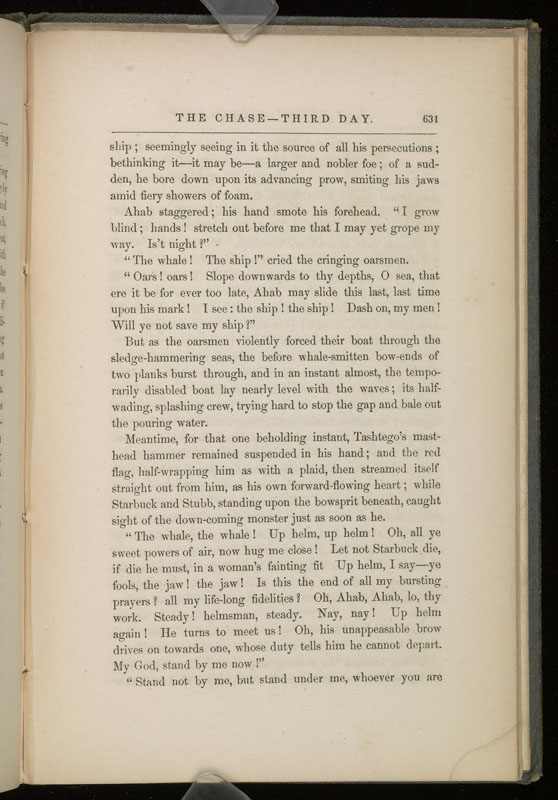 THE CHASE—THIRD DAY. 631
ship; seemingly seeing in it the source of all his persecutions;
bethinking it—it may be—a larger and nobler foe; of a sud-
den, he bore down upon its advancing prow, smiting his jaws
amid fiery showers of foam.
Ahab staggered; his hand smote his forehead. "I grow
blind; hands! stretch out before me that I may yet grope my
way. Is't night?"
"The whale! The ship!" cried the cringing oarsmen.
"Oars! oars! Slope downwards to thy depths, O sea, that
ere it be for ever too late, Ahab may slide this last, last time
upon his mark! I see: the ship! the ship! Dash on, my men!
Will ye not save my ship?"
But as the oarsmen violently forced their boat through the
sledge-hammering seas, the before whale-smitten bow-ends of
two planks burst through, and in an instant almost, the tempo-
rarily disabled boat lay nearly level with the waves; its half-
wading, splashing crew, trying hard to stop the gap and bale out
the pouring water.
Meantime, for that one beholding instant, Tashtego's mast-
head hammer remained suspended in his hand; and the red
flag, half-wrapping him as with a plaid, then streamed itself
straight out from him, as his own forward-flowing heart; while
Starbuck and Stubb, standing upon the bowsprit beneath, caught
sight of the down-coming monster just as soon as he.
"The whale, the whale! Up helm, up helm! Oh, all ye
sweet powers of air, now hug me close! Let not Starbuck die,
if die he must, in a woman's fainting fit Up helm, I say—ye
fools, the jaw! the jaw! Is this the end of all my bursting
prayers? all my life-long fidelities? Oh, Ahab, Ahab, lo, thy
work. Steady! helmsman, steady. Nay, nay! Up helm
again! He turns to meet us! Oh, his unappeasable brow
drives on towards one, whose duty tells him he cannot depart.
My God, stand by me now!"
"Stand not by me, but stand under me, whoever you are